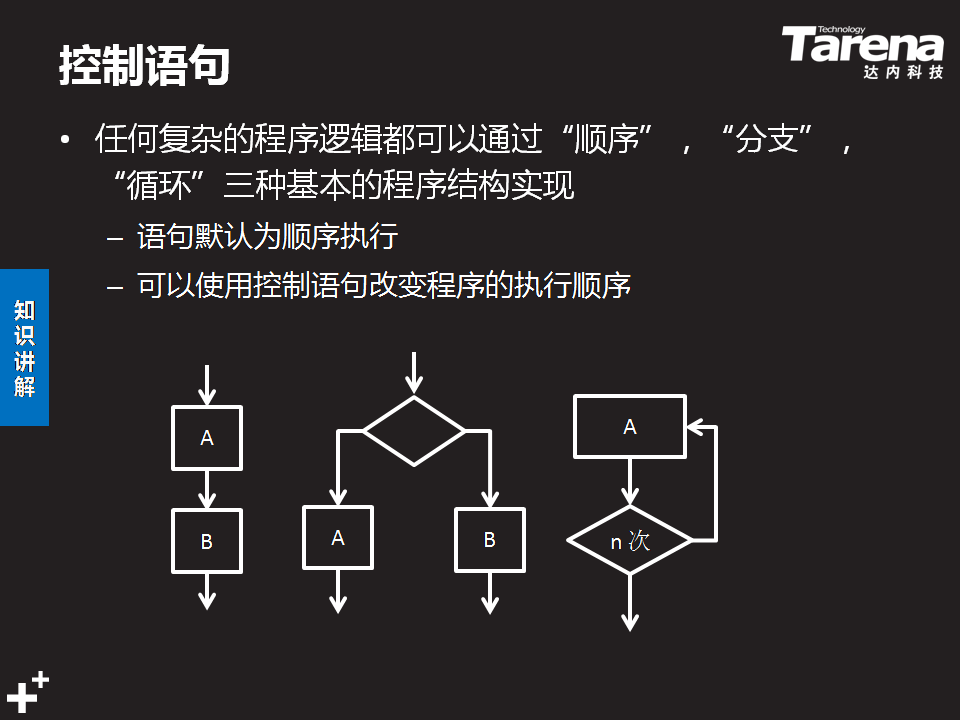 控制语句
Technology
Tarena
达内科技
• 任何复杂的程序逻辑都可以通过“顺序”，“分支”，
“循环”三种基本的程序结构实现
– 语句默认为顺序执行
– 可以使用控制语句改变程序的执行顺序
知识讲解
A
B
A
B
A
n 次